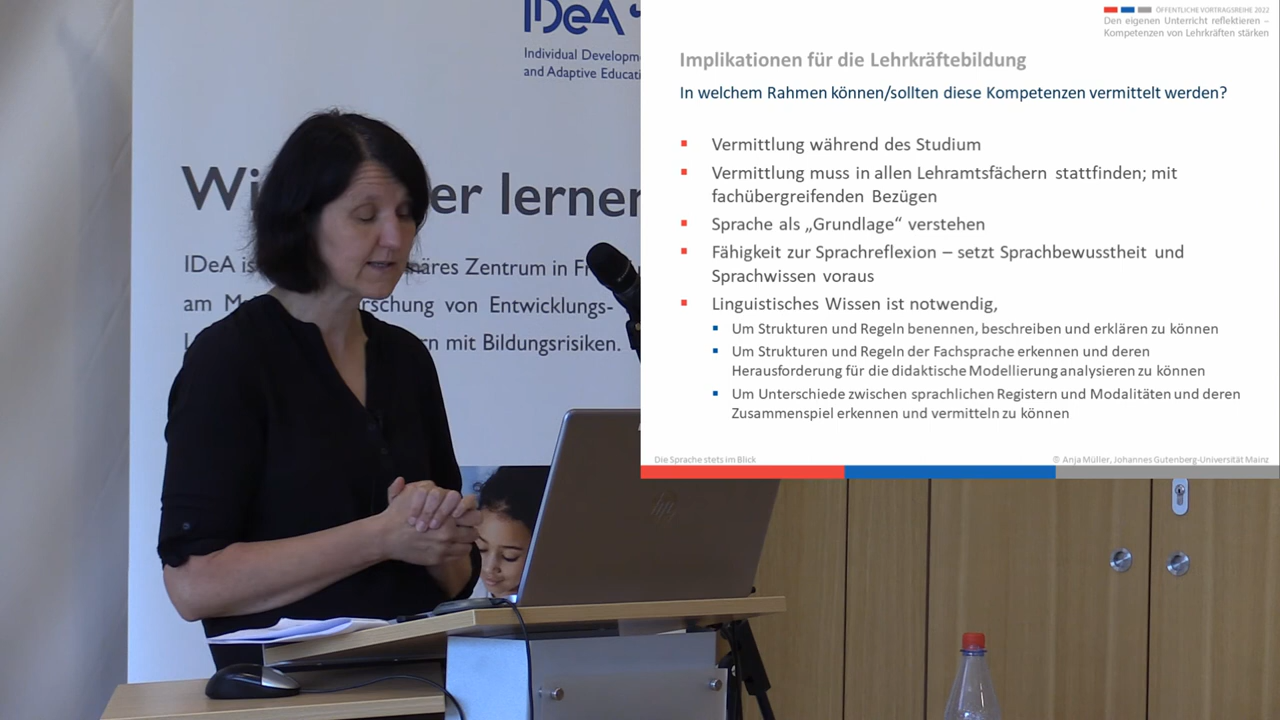 IDeA
Individual Developm
and Adaptive Educati
Wi er lernen
IDeA is näres Zentrum in Fr
am M rschung von Entwicklungs-
L rn mit Bildungsrisiken.
ÖFFENTLICHE VORTRAGSREIHE 2022
Den eigenen Unterricht reflektieren –
Kompetenzen von Lehrkräften stärken
Implikationen für die Lehrkräftebildung
In welchem Rahmen können/sollten diese Kompetenzen vermittelt werden?
Vermittlung während des Studium
Vermittlung muss in allen Lehramtsfächern stattfinden; mit
fachübergreifenden Bezügen
Sprache als „Grundlage“ verstehen
Fähigkeit zur Sprachreflexion – setzt Sprachbewusstheit und
Sprachwissen voraus
Linguistisches Wissen ist notwendig,
Um Strukturen und Regeln benennen, beschreiben und erklären zu können
Um Strukturen und Regeln der Fachsprache erkennen und deren
Herausforderung für die didaktische Modellierung analysieren zu können
Um Unterschiede zwischen sprachlichen Registern und Modalitäten und deren
Zusammenspiel erkennen und vermitteln zu können
Die Sprache stets im Blick
© Anja Müller, Johannes Gutenberg-Universität Mainz
hp